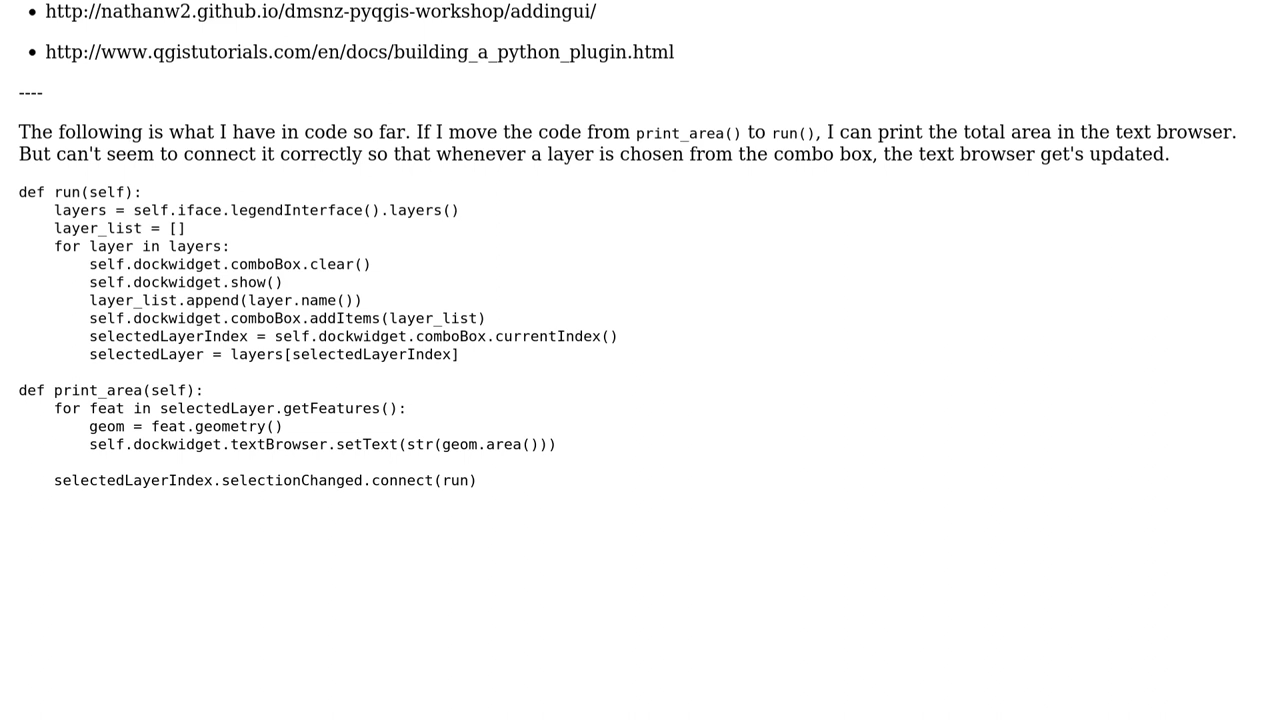 • http://nathanw2.github.io/dmsnz-pyqgis-workshop/addingui/
• http://www.qgistutorials.com/en/docs/building_a_python_plugin.html
----
The following is what I have in code so far. If I move the code from print_area() to run(), I can print the total area in the text browser.
But can't seem to connect it correctly so that whenever a layer is chosen from the combo box, the text browser get's updated.
def run(self):
    layers = self.iface.legendInterface().layers()
    layer_list = []
    for layer in layers:
        self.dockwidget.comboBox.clear()
        self.dockwidget.show()
        layer_list.append(layer.name())
        self.dockwidget.comboBox.addItems(layer_list)
        selectedLayerIndex = self.dockwidget.comboBox.currentIndex()
        selectedLayer = layers[selectedLayerIndex]
def print_area(self):
    for feat in selectedLayer.getFeatures():
        geom = feat.geometry()
        self.dockwidget.textBrowser.setText(str(geom.area()))
    selectedLayerIndex.selectionChanged.connect(run)